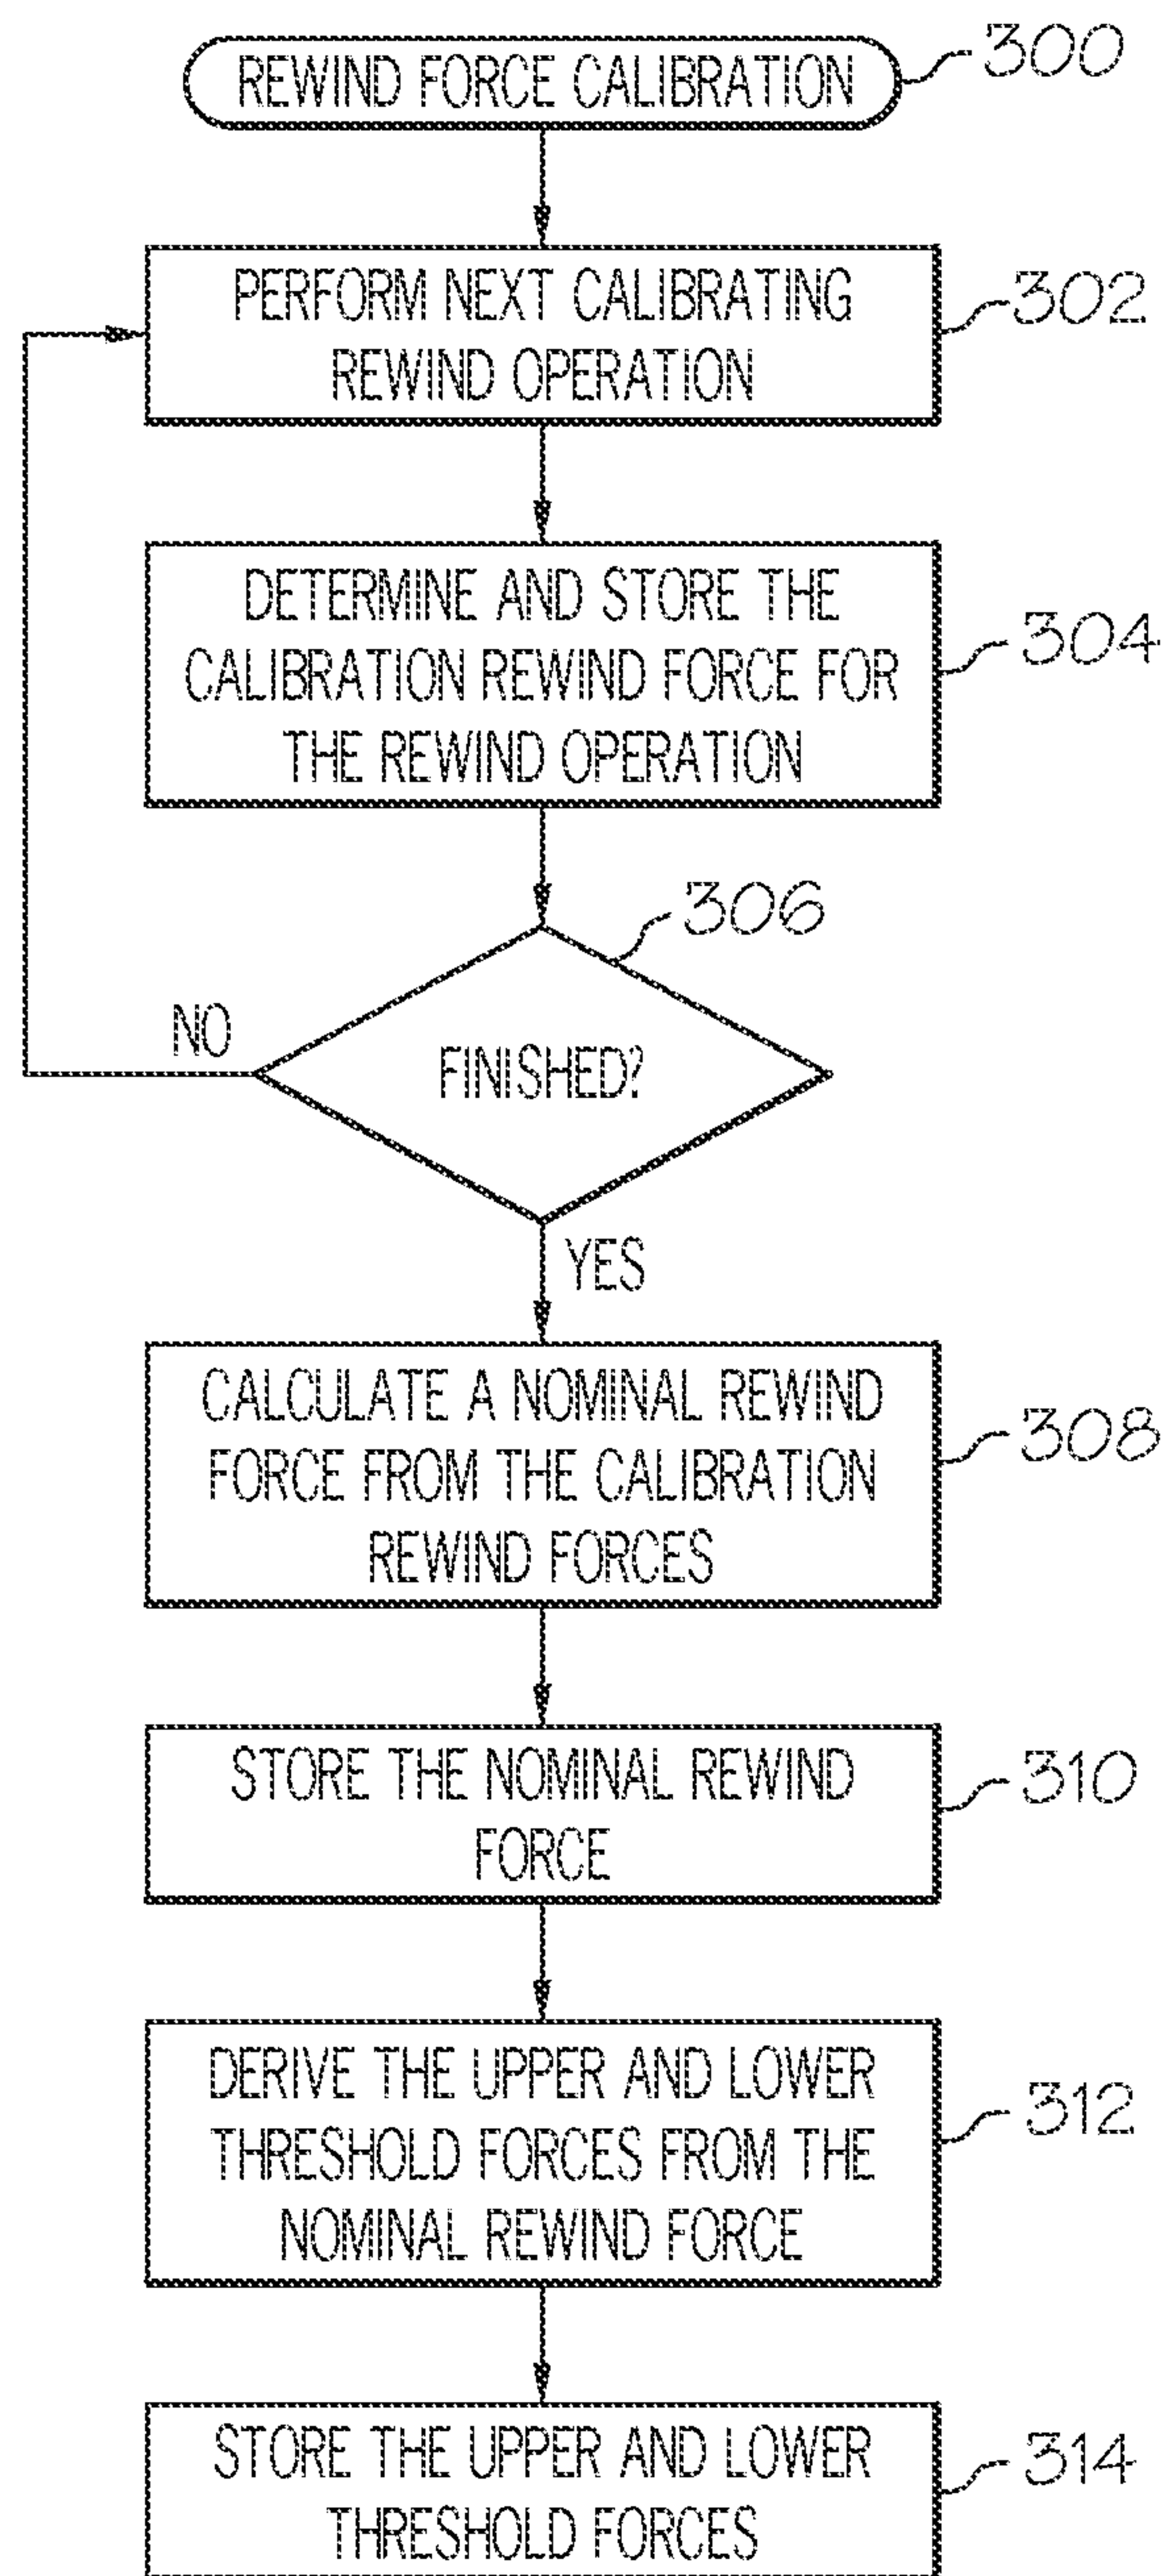 REWIND FORCE CALIBRATION
300
PERFORM NEXT CALIBRATING
REWIND OPERATION
302
DETERMINE AND STORE THE
CALIBRATION REWIND FORCE FOR
THE REWIND OPERATION
304
306
NO
FINISHED?
YES
CALCULATE A NOMINAL REWIND
FORCE FROM THE CALIBRATION
REWIND FORCES
308
STORE THE NOMINAL REWIND
FORCE
310
DERIVE THE UPPER AND LOWER
THRESHOLD FORCES FROM THE
NOMINAL REWIND FORCE
312
STORE THE UPPER AND LOWER
THRESHOLD FORCES
314